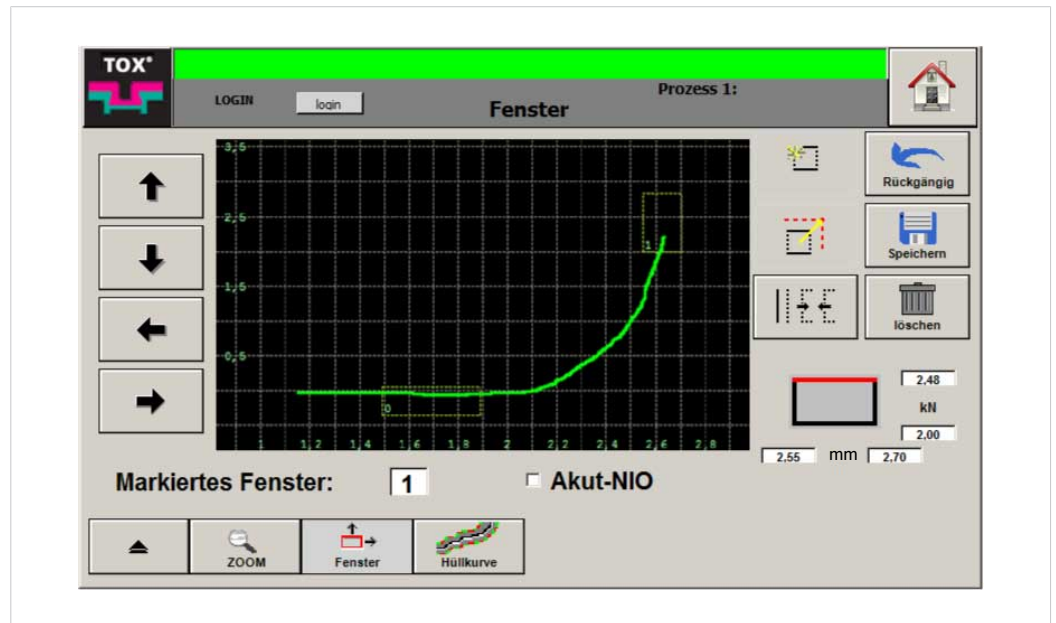 TOX®
LOGIN login Fenster Prozess 1:
3,5
2,5
1,5
0,5
1
0
1 1,2 1,4 1,6 1,8 2 2,2 2,4 2,6 2,8
Rückgängig
Speichern
löschen
2,48
kN
2,00
2,55 mm 2,70
Markiertes Fenster: 1 Akut-NIO
ZOOM Fenster Hüllkurve